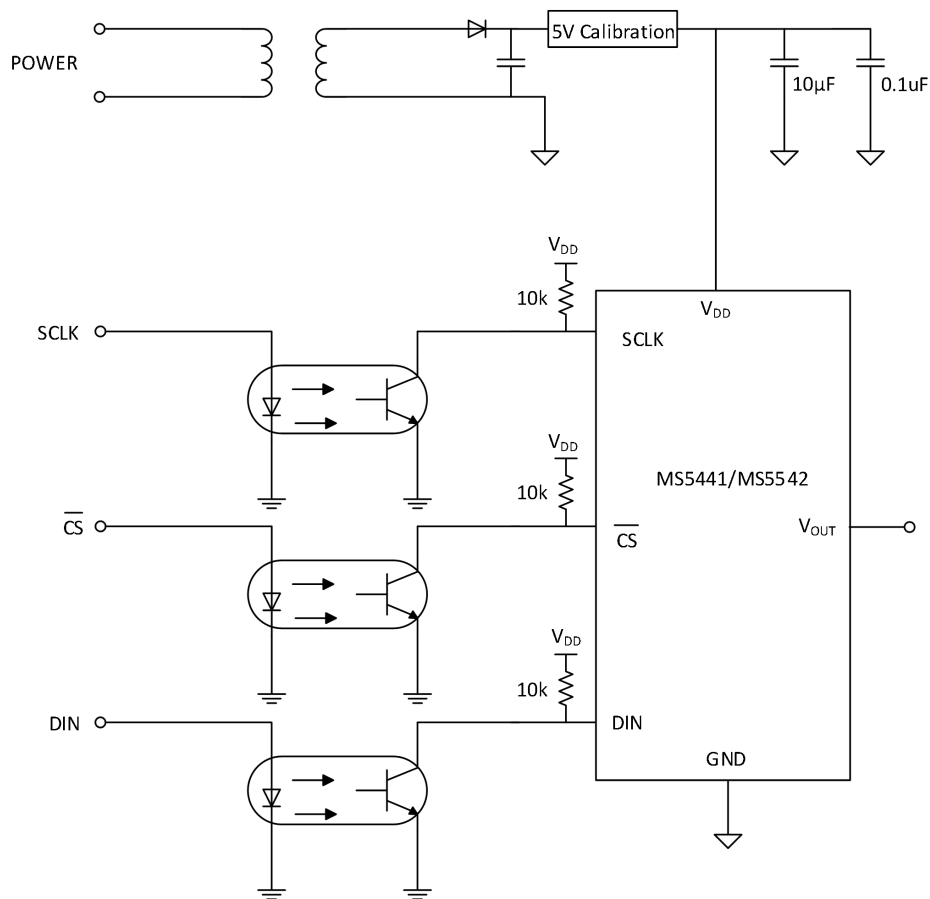 5V Calibration
POWER
10μF
0.1uF
VDD
10k
VDD
SCLK
SCLK
VDD
10k
MS5441/MS5542
CS
CS
VOUT
VDD
10k
DIN
DIN
GND